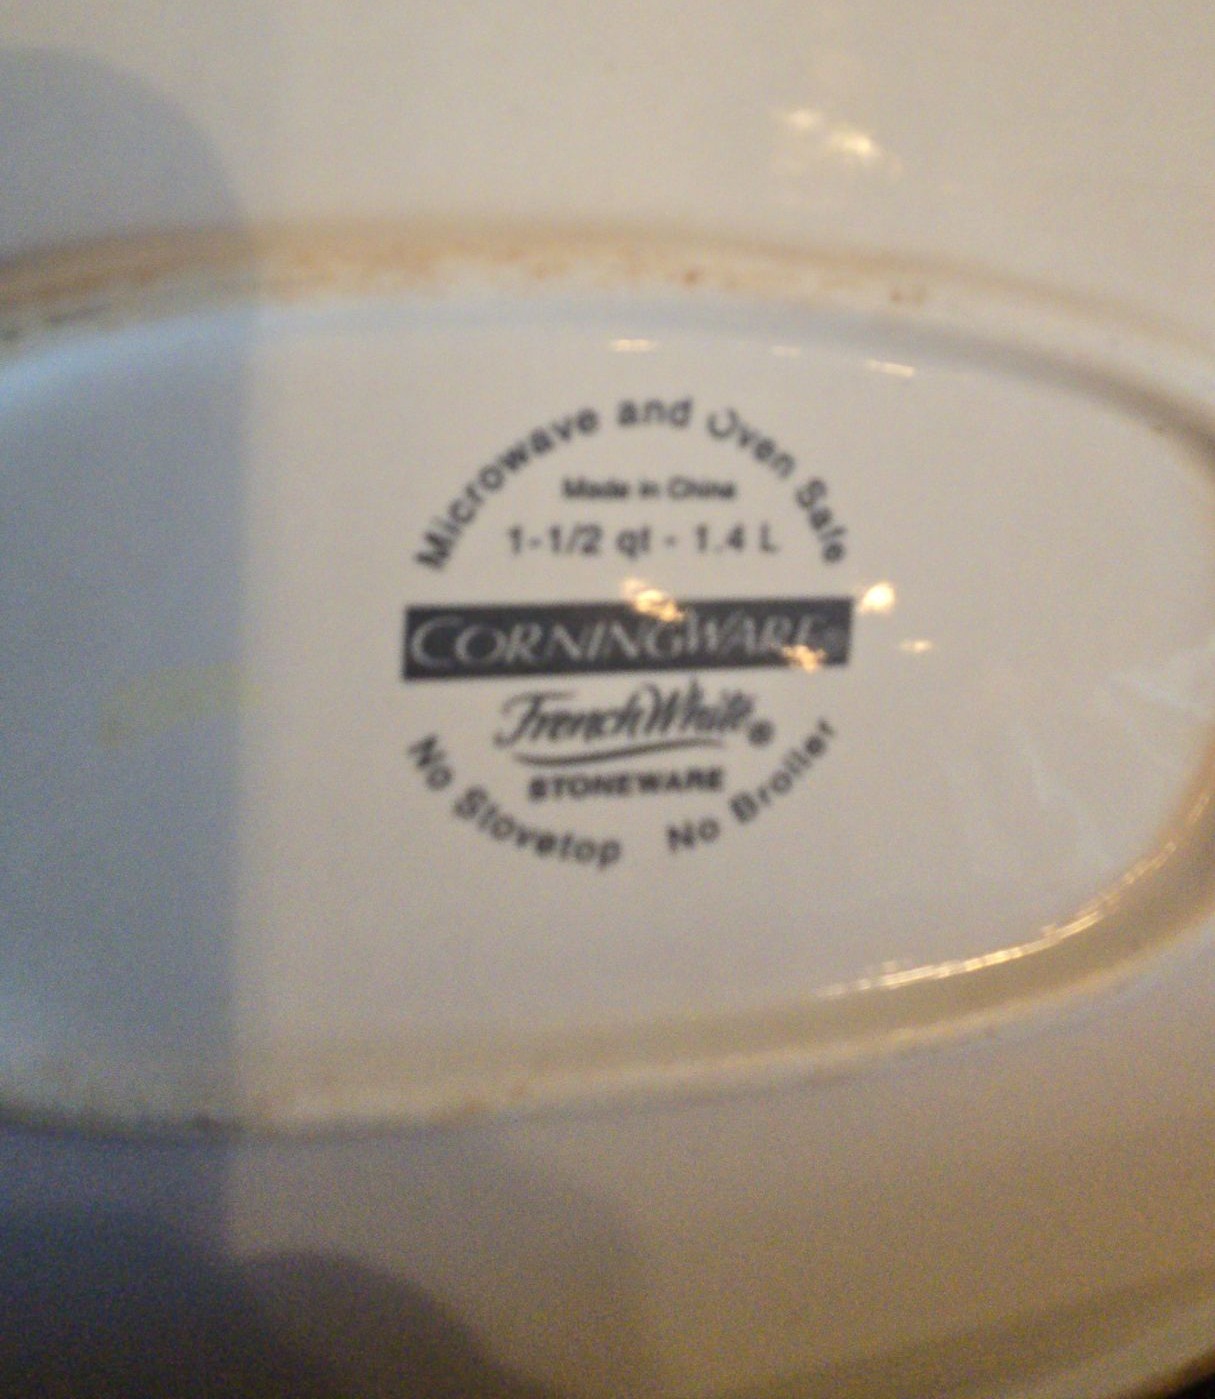 Microwave and Oven Safe
Made in China
1-1/2 qt - 1.4 L
CORNINGWARE®
French White®
STONEWARE
No Stovetop No Broiler